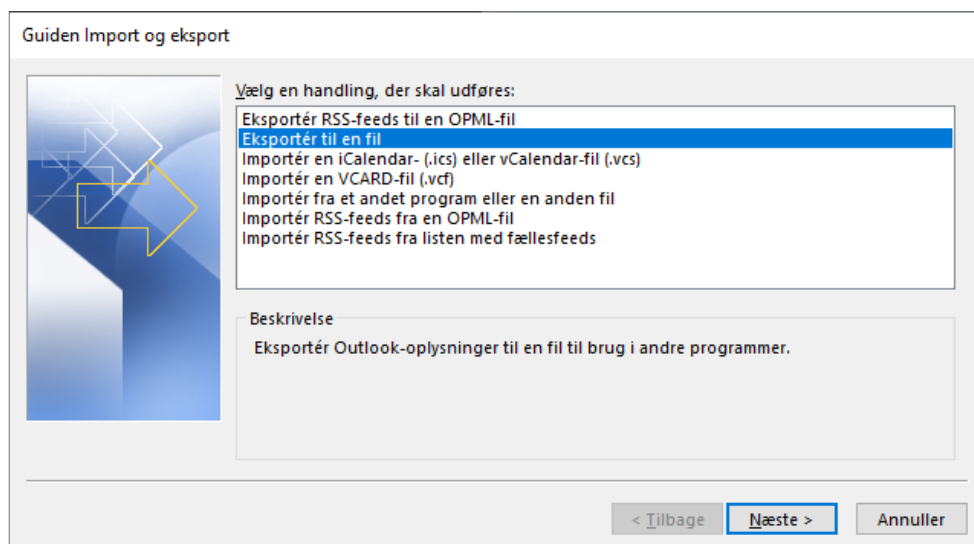 Guiden Import og eksport
Vælg en handling, der skal udføres:
Eksportér RSS-feeds til en OPML-fil
Eksportér til en fil
Importér en iCalendar- (.ics) eller vCalendar-fil (.vcs)
Importér en VCARD-fil (.vcf)
Importér fra et andet program eller en anden fil
Importér RSS-feeds fra en OPML-fil
Importér RSS-feeds fra listen med fællesfeeds
Beskrivelse
Eksportér Outlook-oplysninger til en fil til brug i andre programmer.
< Tilbage
Næste >
Annuller